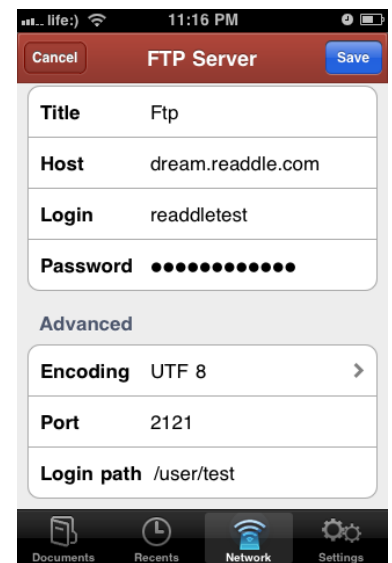 life:) 11:16 PM
Cancel FTP Server Save
Title Ftp
Host dream.readdle.com
Login readdletest
Password ●●●●●●●●●●●●
Advanced
Encoding UTF 8
Port 2121
Login path /user/test
Documents Recents Network Settings